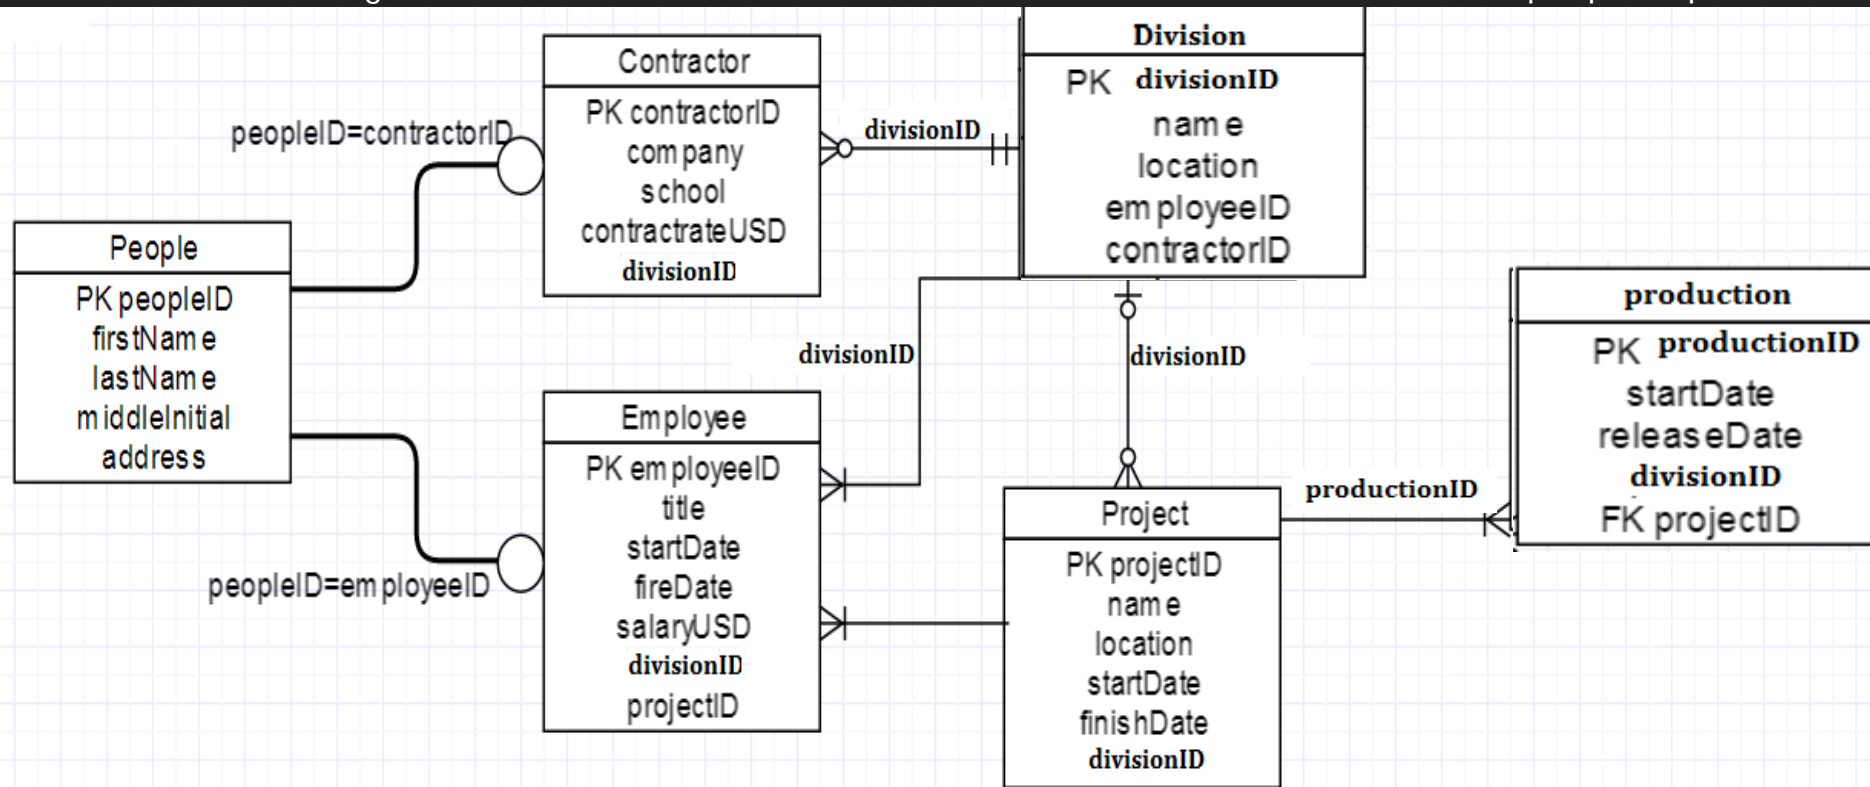 Contractor
PK contractorID
company
school
contractrateUSD
divisionID
peopleID=contractorID
divisionID
Division
PK divisionID
name
location
employeeID
contractorID
People
PK peopleID
firstName
lastName
middleInitial
address
peopleID=employeeID
Employee
PK employeeID
title
startDate
fireDate
salaryUSD
divisionID
projectID
divisionID
divisionID
Project
PK projectID
name
location
startDate
finishDate
divisionID
productionID
production
PK productionID
startDate
releaseDate
divisionID
FK projectID